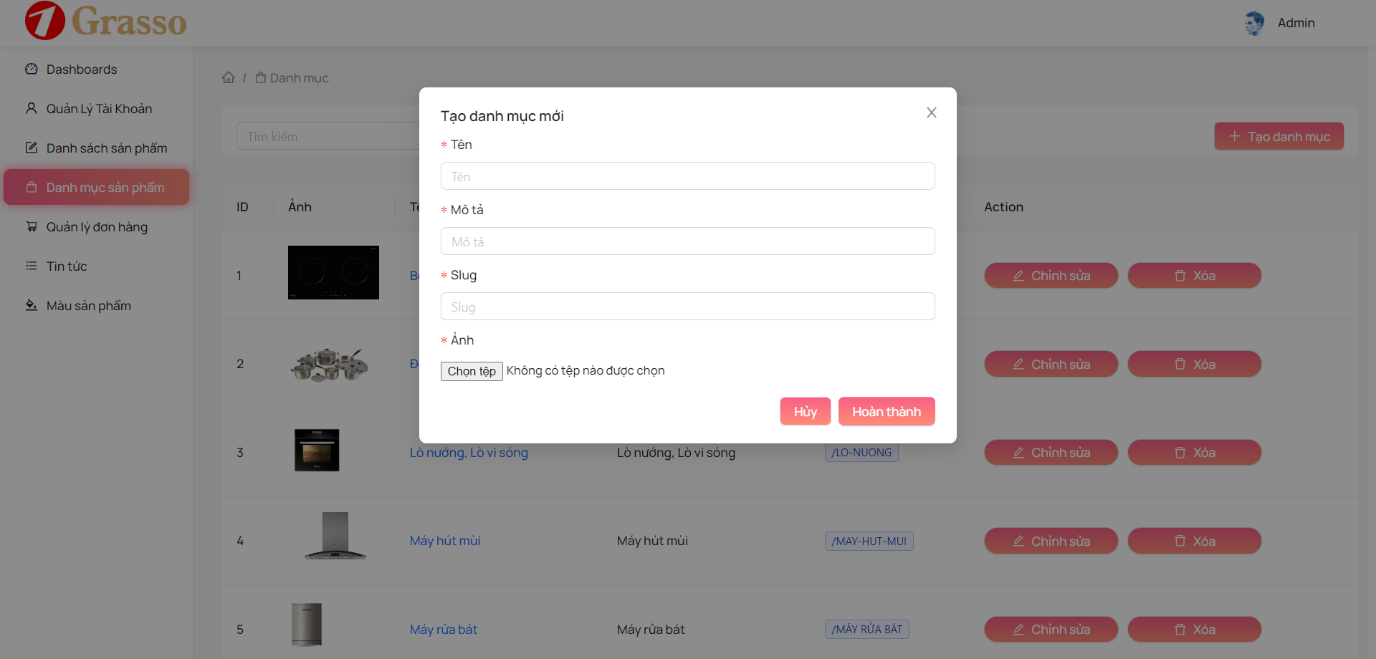 Grasso
Admin
Dashboards
Quản Lý Tài Khoản
Danh sách sản phẩm
Danh mục sản phẩm
Quản lý đơn hàng
Tin tức
Màu sản phẩm
/ Danh mục
Tìm kiếm
+ Tạo danh mục
Tạo danh mục mới
* Tên
Tên
* Mô tả
Mô tả
* Slug
Slug
* Ảnh
Chọn tệp Không có tệp nào được chọn
Hủy Hoàn thành
ID Ảnh Action
1 Chỉnh sửa Xóa
2 Chỉnh sửa Xóa
3 Lò nướng, Lò vi sóng Lò nướng, Lò vi sóng /LO-NUONG Chỉnh sửa Xóa
4 Máy hút mùi Máy hút mùi /MAY-HUT-MUI Chỉnh sửa Xóa
5 Máy rửa bát Máy rửa bát /MÁY RỬA BÁT Chỉnh sửa Xóa